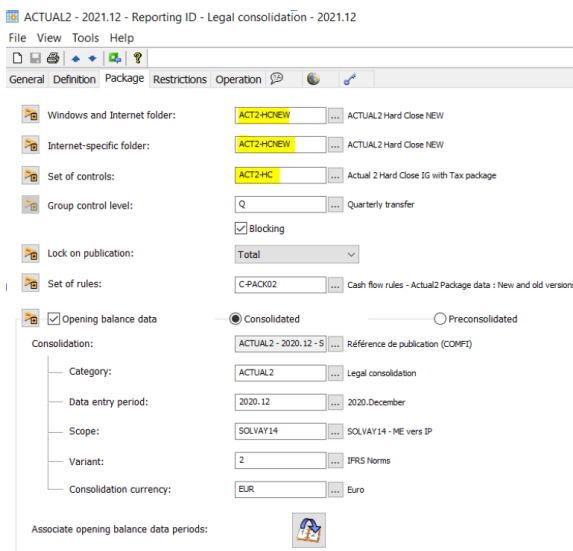 ACTUAL2 - 2021.12 - Reporting ID - Legal consolidation - 2021.12
File View Tools Help
General Definition Package Restrictions Operation
Windows and Internet folder: ACT2-HCNEW ... ACTUAL2 Hard Close NEW
Internet-specific folder: ACT2-HCNEW ... ACTUAL2 Hard Close NEW
Set of controls: ACT2-HC ... Actual 2 Hard Close IG with Tax package
Group control level: Q ... Quarterly transfer
Blocking
Lock on publication: Total
Set of rules: C-PACK02 ... Cash flow rules - Actual2 Package data : New and old versions
Opening balance data Consolidated Preconsolidated
Consolidation: ACTUAL2 - 2020.12 - S ... Référence de publication (COMFI)
Category: ACTUAL2 ... Legal consolidation
Data entry period: 2020.12 ... 2020.December
Scope: SOLVAY14 ... SOLVAY14 - ME vers IP
Variant: 2 ... IFRS Norms
Consolidation currency: EUR ... Euro
Associate opening balance data periods: